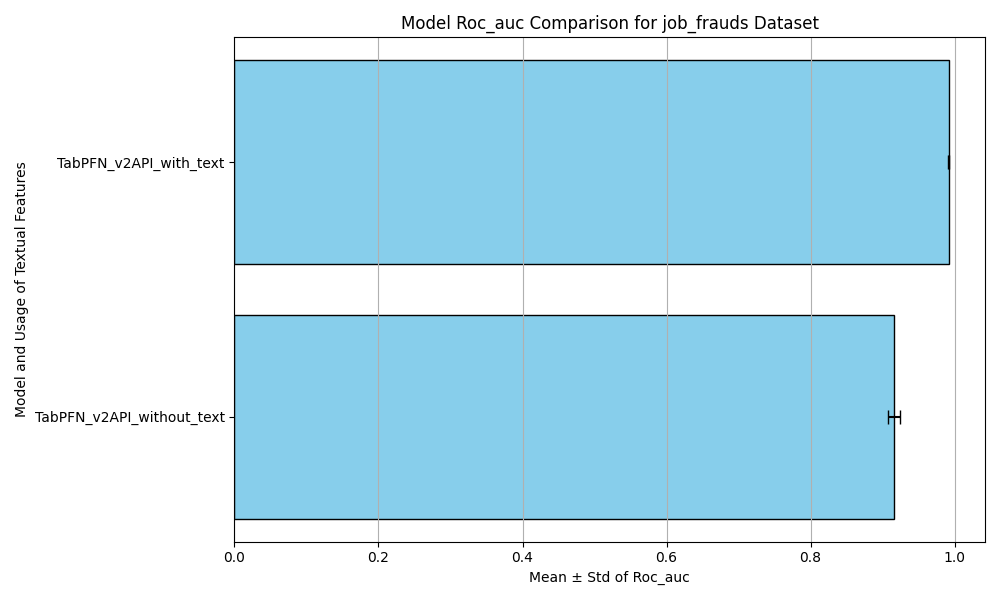 Model Roc_auc Comparison for job_frauds Dataset
Model and Usage of Textual Features
TabPFN_v2API_with_text
TabPFN_v2API_without_text
0.0 0.2 0.4 0.6 0.8 1.0
Mean ± Std of Roc_auc